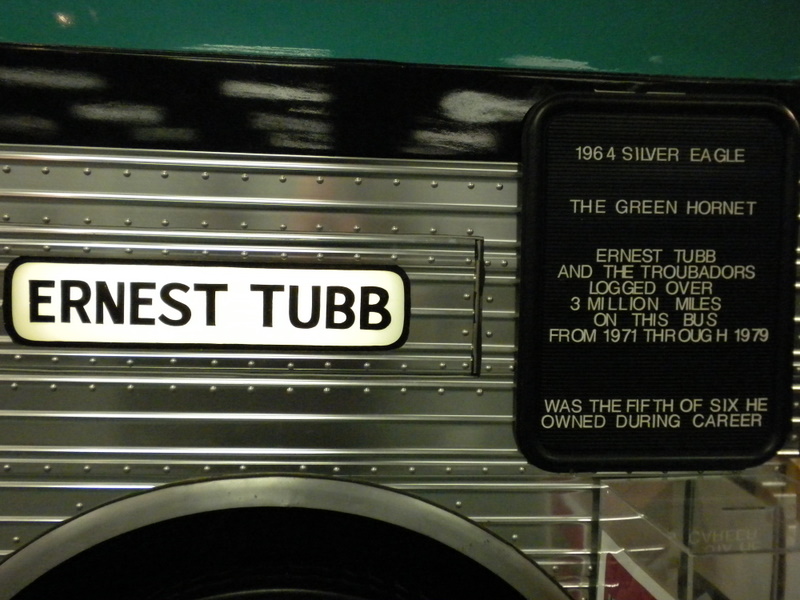 ERNEST TUBB
1964 SILVER EAGLE
THE GREEN HORNET
ERNEST TUBB
AND THE TROUBADORS
LOGGED OVER
3 MILLION MILES
ON THIS BUS
FROM 1971 THROUGH 1979
WAS THE FIFTH OF SIX HE
OWNED DURING CAREER